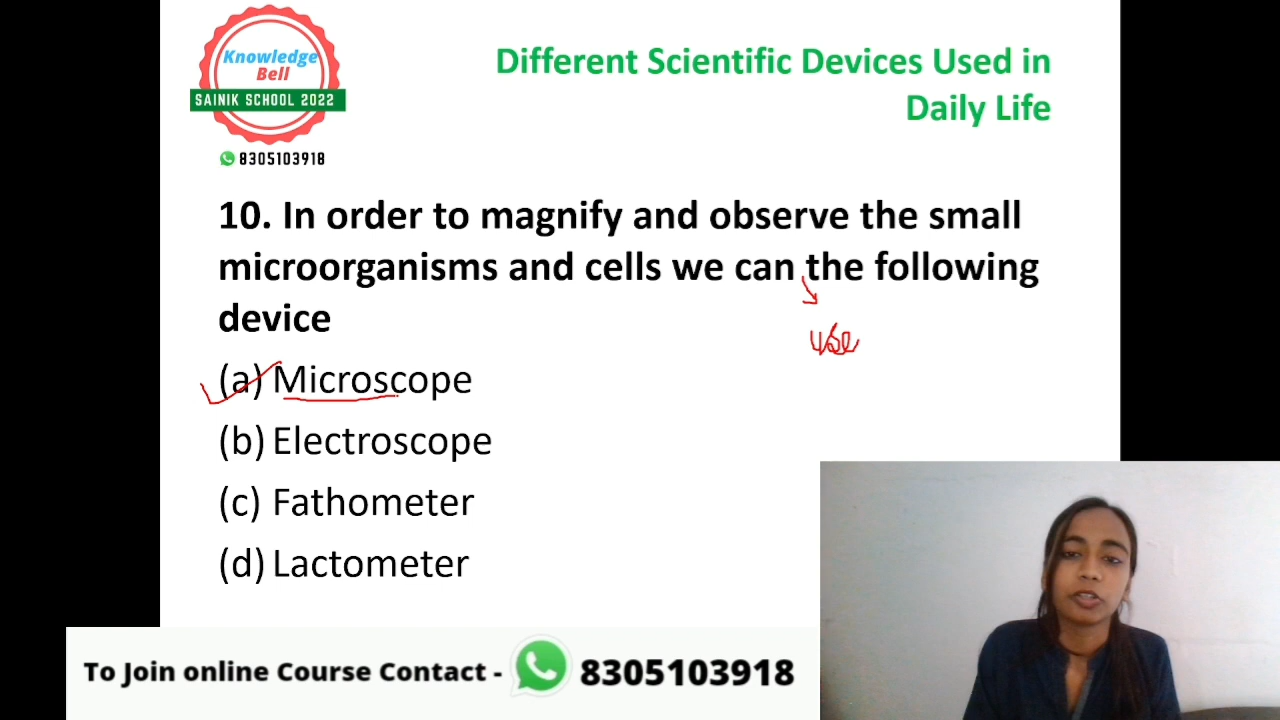 Knowledge
Bell
SAINIK SCHOOL 2022
8305103918
Different Scientific Devices Used in
Daily Life
10. In order to magnify and observe the small
microorganisms and cells we can the following
device
use
(a) Microscope
(b) Electroscope
(c) Fathometer
(d) Lactometer
To Join online Course Contact - 8305103918